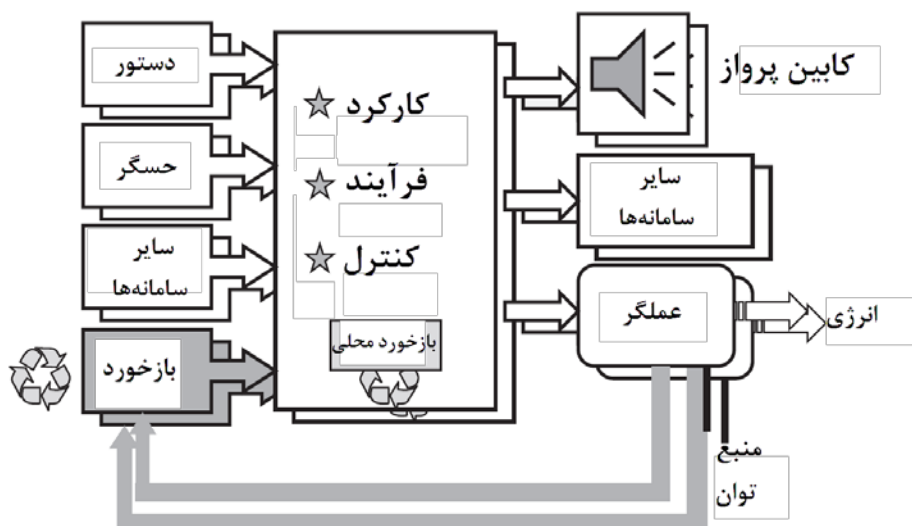 دستور
حسگر
سایر
سامانه‌ها
بازخورد
کارکرد
فرآیند
کنترل
بازخورد محلی
کابین پرواز
سایر
سامانه‌ها
عملگر
انرژی
منبع
توان